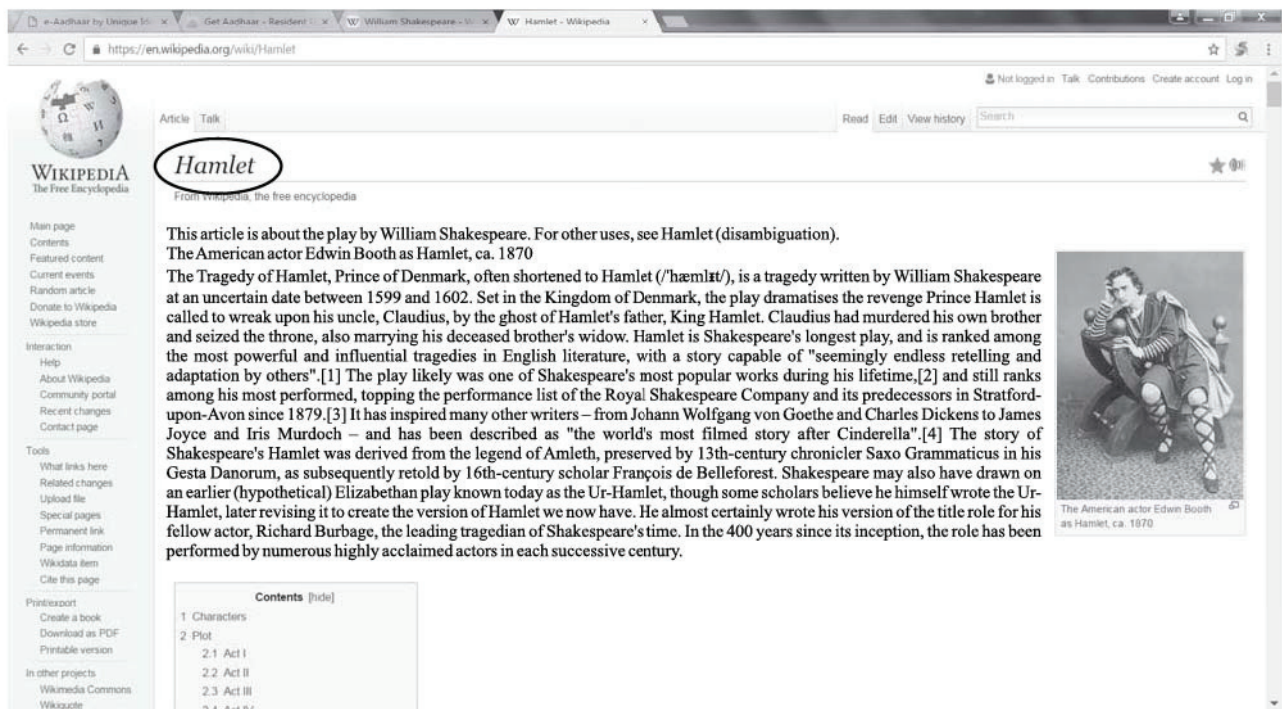 e-Aadhaar by Unique Id
Get Aadhaar - Resident
William Shakespeare - W
Hamlet - Wikipedia
https://en.wikipedia.org/wiki/Hamlet
Not logged in Talk Contributions Create account Log in
Article Talk
Read Edit View history Search
WIKIPEDIA
The Free Encyclopedia
Hamlet
From Wikipedia, the free encyclopedia
Main page
Contents
Featured content
Current events
Random article
Donate to Wikipedia
Wikipedia store
Interaction
Help
About Wikipedia
Community portal
Recent changes
Contact page
Tools
What links here
Related changes
Upload file
Special pages
Permanent link
Page information
Wikidata item
Cite this page
Print/export
Create a book
Download as PDF
Printable version
In other projects
Wikimedia Commons
Wikiquote
This article is about the play by William Shakespeare. For other uses, see Hamlet (disambiguation).
The American actor Edwin Booth as Hamlet, ca. 1870
The Tragedy of Hamlet, Prince of Denmark, often shortened to Hamlet (/ˈhæmlɪt/), is a tragedy written by William Shakespeare
at an uncertain date between 1599 and 1602. Set in the Kingdom of Denmark, the play dramatises the revenge Prince Hamlet is
called to wreak upon his uncle, Claudius, by the ghost of Hamlet's father, King Hamlet. Claudius had murdered his own brother
and seized the throne, also marrying his deceased brother's widow. Hamlet is Shakespeare's longest play, and is ranked among
the most powerful and influential tragedies in English literature, with a story capable of "seemingly endless retelling and
adaptation by others".[1] The play likely was one of Shakespeare's most popular works during his lifetime,[2] and still ranks
among his most performed, topping the performance list of the Royal Shakespeare Company and its predecessors in Stratford-
upon-Avon since 1879.[3] It has inspired many other writers – from Johann Wolfgang von Goethe and Charles Dickens to James
Joyce and Iris Murdoch – and has been described as "the world's most filmed story after Cinderella".[4] The story of
Shakespeare's Hamlet was derived from the legend of Amleth, preserved by 13th-century chronicler Saxo Grammaticus in his
Gesta Danorum, as subsequently retold by 16th-century scholar François de Belleforest. Shakespeare may also have drawn on
an earlier (hypothetical) Elizabethan play known today as the Ur-Hamlet, though some scholars believe he himself wrote the Ur-
Hamlet, later revising it to create the version of Hamlet we now have. He almost certainly wrote his version of the title role for his
fellow actor, Richard Burbage, the leading tragedian of Shakespeare's time. In the 400 years since its inception, the role has been
performed by numerous highly acclaimed actors in each successive century.
The American actor Edwin Booth
as Hamlet, ca. 1870
Contents [hide]
1 Characters
2 Plot
2.1 Act I
2.2 Act II
2.3 Act III